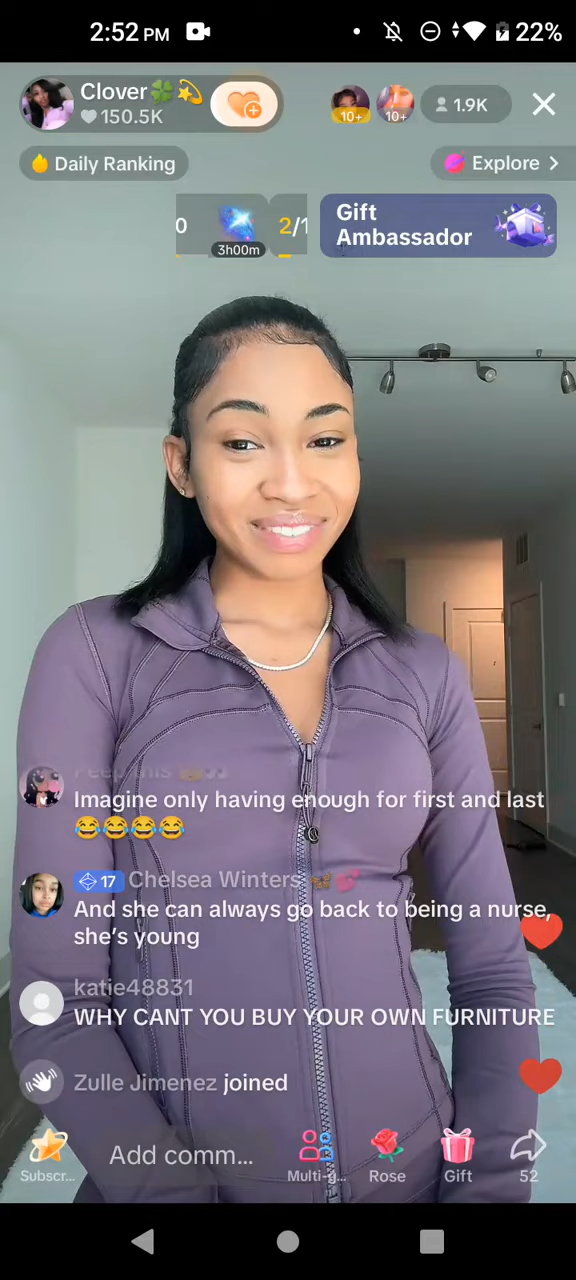 2:52 PM
22%
Clover🍀💫
150.5K
10+
10+
1.9K
Daily Ranking
Explore >
0
3h00m
2/1
Gift
Ambassador
Imagine only having enough for first and last
😂😂😂😂
17 Chelsea Winters
And she can always go back to being a nurse,
she's young
katie48831
WHY CANT YOU BUY YOUR OWN FURNITURE
Zulle Jimenez joined
Subscr...
Add comm...
Multi-g...
Rose
Gift
52